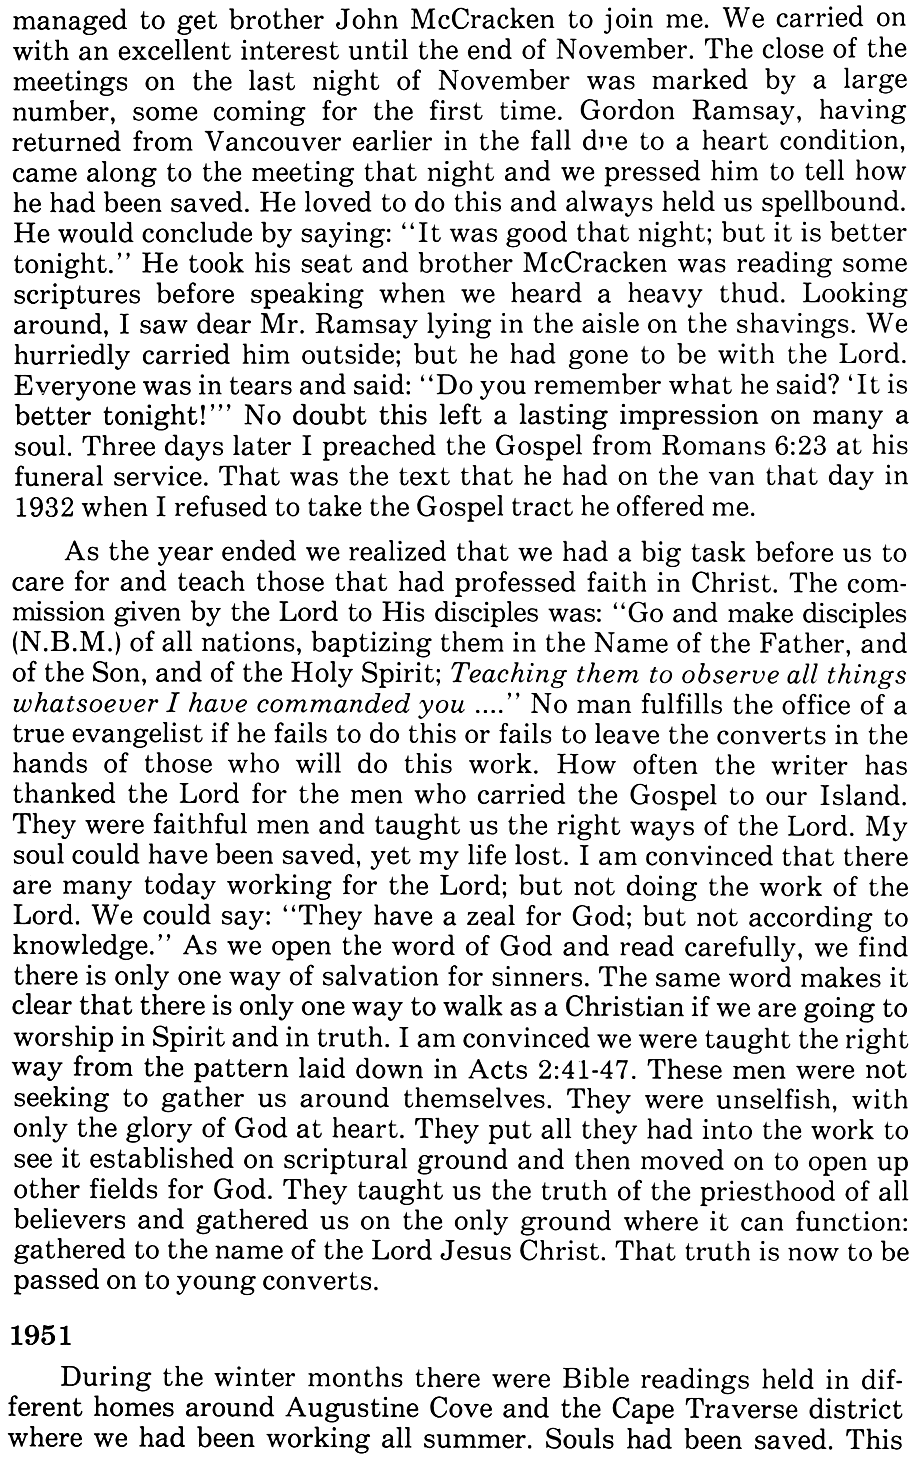 managed to get brother John McCracken to join me. We carried on
with an excellent interest until the end of November. The close of the
meetings on the last night of November was marked by a large
number, some coming for the first time. Gordon Ramsay, having
returned from Vancouver earlier in the fall due to a heart condition,
came along to the meeting that night and we pressed him to tell how
he had been saved. He loved to do this and always held us spellbound.
He would conclude by saying: "It was good that night; but it is better
tonight." He took his seat and brother McCracken was reading some
scriptures before speaking when we heard a heavy thud. Looking
around, I saw dear Mr. Ramsay lying in the aisle on the shavings. We
hurriedly carried him outside; but he had gone to be with the Lord.
Everyone was in tears and said: "Do you remember what he said? 'It is
better tonight!'" No doubt this left a lasting impression on many a
soul. Three days later I preached the Gospel from Romans 6:23 at his
funeral service. That was the text that he had on the van that day in
1932 when I refused to take the Gospel tract he offered me.
As the year ended we realized that we had a big task before us to
care for and teach those that had professed faith in Christ. The com-
mission given by the Lord to His disciples was: "Go and make disciples
(N.B.M.) of all nations, baptizing them in the Name of the Father, and
of the Son, and of the Holy Spirit; Teaching them to observe all things
whatsoever I have commanded you ...." No man fulfills the office of a
true evangelist if he fails to do this or fails to leave the converts in the
hands of those who will do this work. How often the writer has
thanked the Lord for the men who carried the Gospel to our Island.
They were faithful men and taught us the right ways of the Lord. My
soul could have been saved, yet my life lost. I am convinced that there
are many today working for the Lord; but not doing the work of the
Lord. We could say: "They have a zeal for God; but not according to
knowledge." As we open the word of God and read carefully, we find
there is only one way of salvation for sinners. The same word makes it
clear that there is only one way to walk as a Christian if we are going to
worship in Spirit and in truth. I am convinced we were taught the right
way from the pattern laid down in Acts 2:41-47. These men were not
seeking to gather us around themselves. They were unselfish, with
only the glory of God at heart. They put all they had into the work to
see it established on scriptural ground and then moved on to open up
other fields for God. They taught us the truth of the priesthood of all
believers and gathered us on the only ground where it can function:
gathered to the name of the Lord Jesus Christ. That truth is now to be
passed on to young converts.
1951
During the winter months there were Bible readings held in dif-
ferent homes around Augustine Cove and the Cape Traverse district
where we had been working all summer. Souls had been saved. This